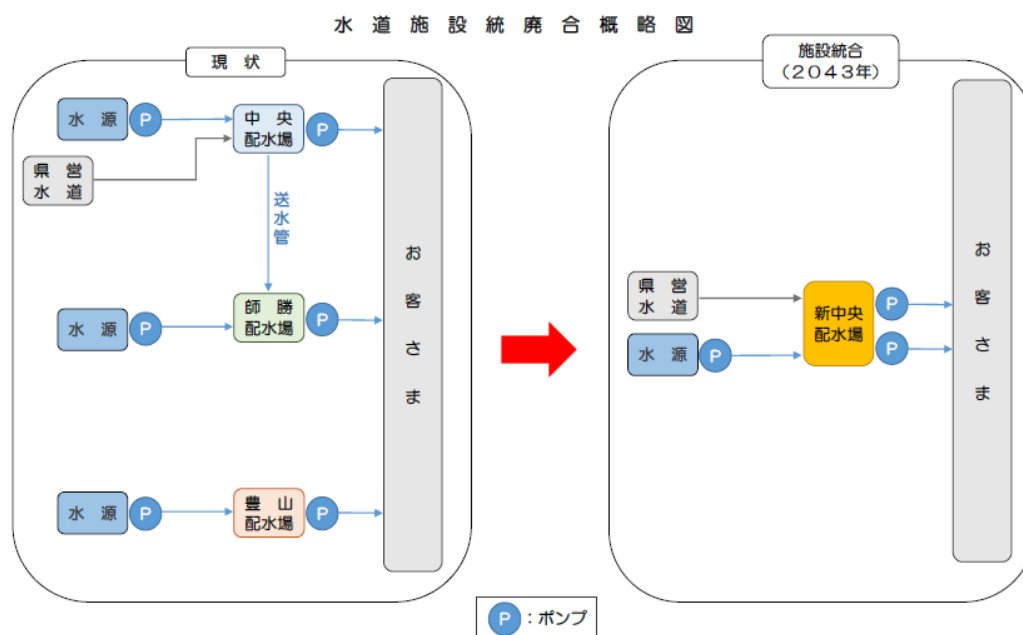 水道施設統廃合概略図
現状
水源
P
中央
配水場
P
県営
水道
送水管
水源
P
師勝
配水場
P
水源
P
豊山
配水場
P
お客さま
施設統合
（２０４３年）
県営
水道
水源
P
新中央
配水場
P
P
お客さま
P：ポンプ